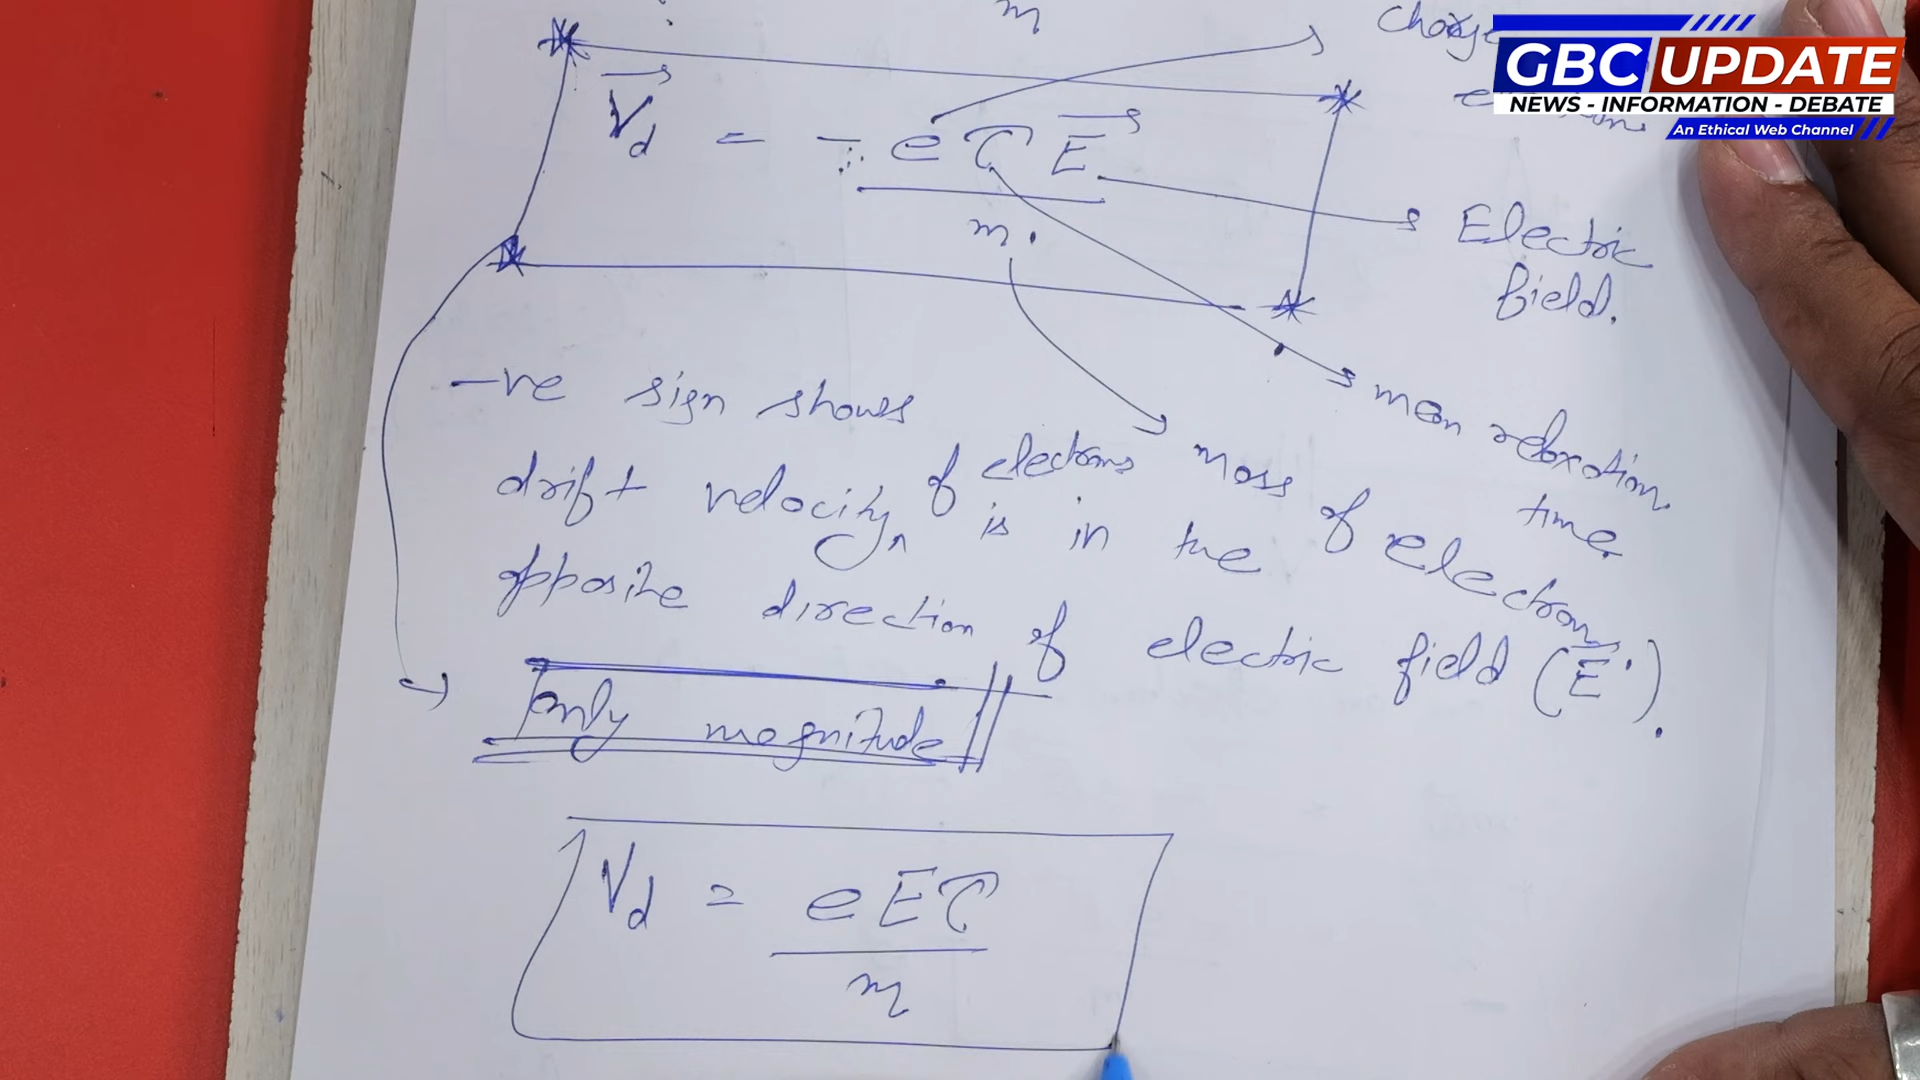 m
Charge
GBC UPDATE
NEWS - INFORMATION - DEBATE
An Ethical Web Channel
V⃗d = - e τ E⃗
m
Electric
field.
mean relaxation
time
mass of electrons
-ve sign shows
drift velocity of electrons is in the
opposite direction of electric field (E⃗).
only magnitude
Vd = eEτ
m